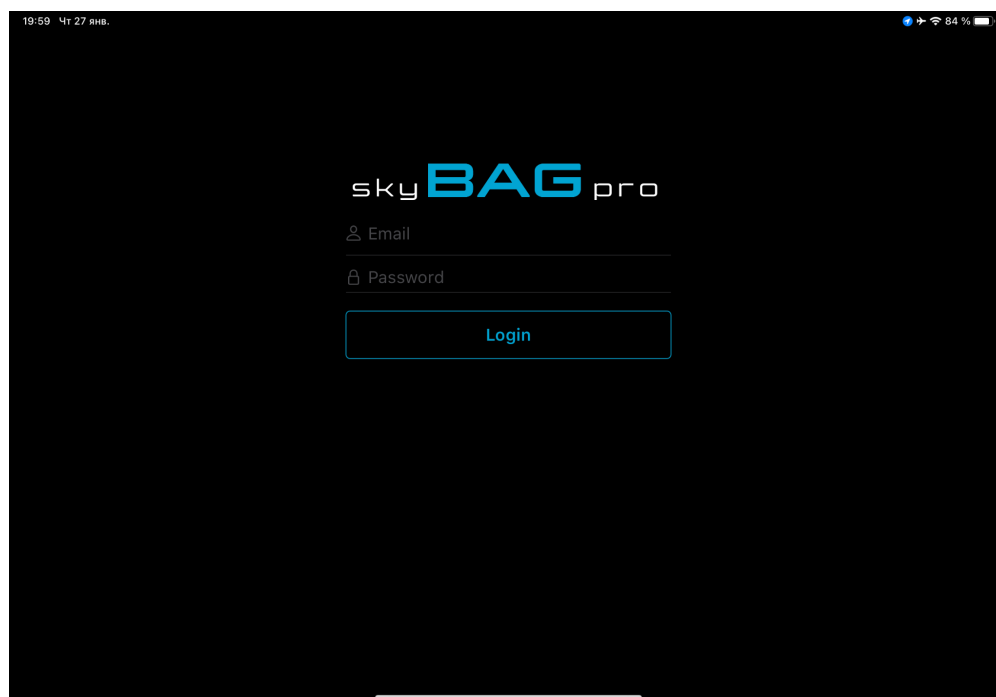 19:59 Чт 27 янв.
84 %
skyBAGpro
Email
Password
Login